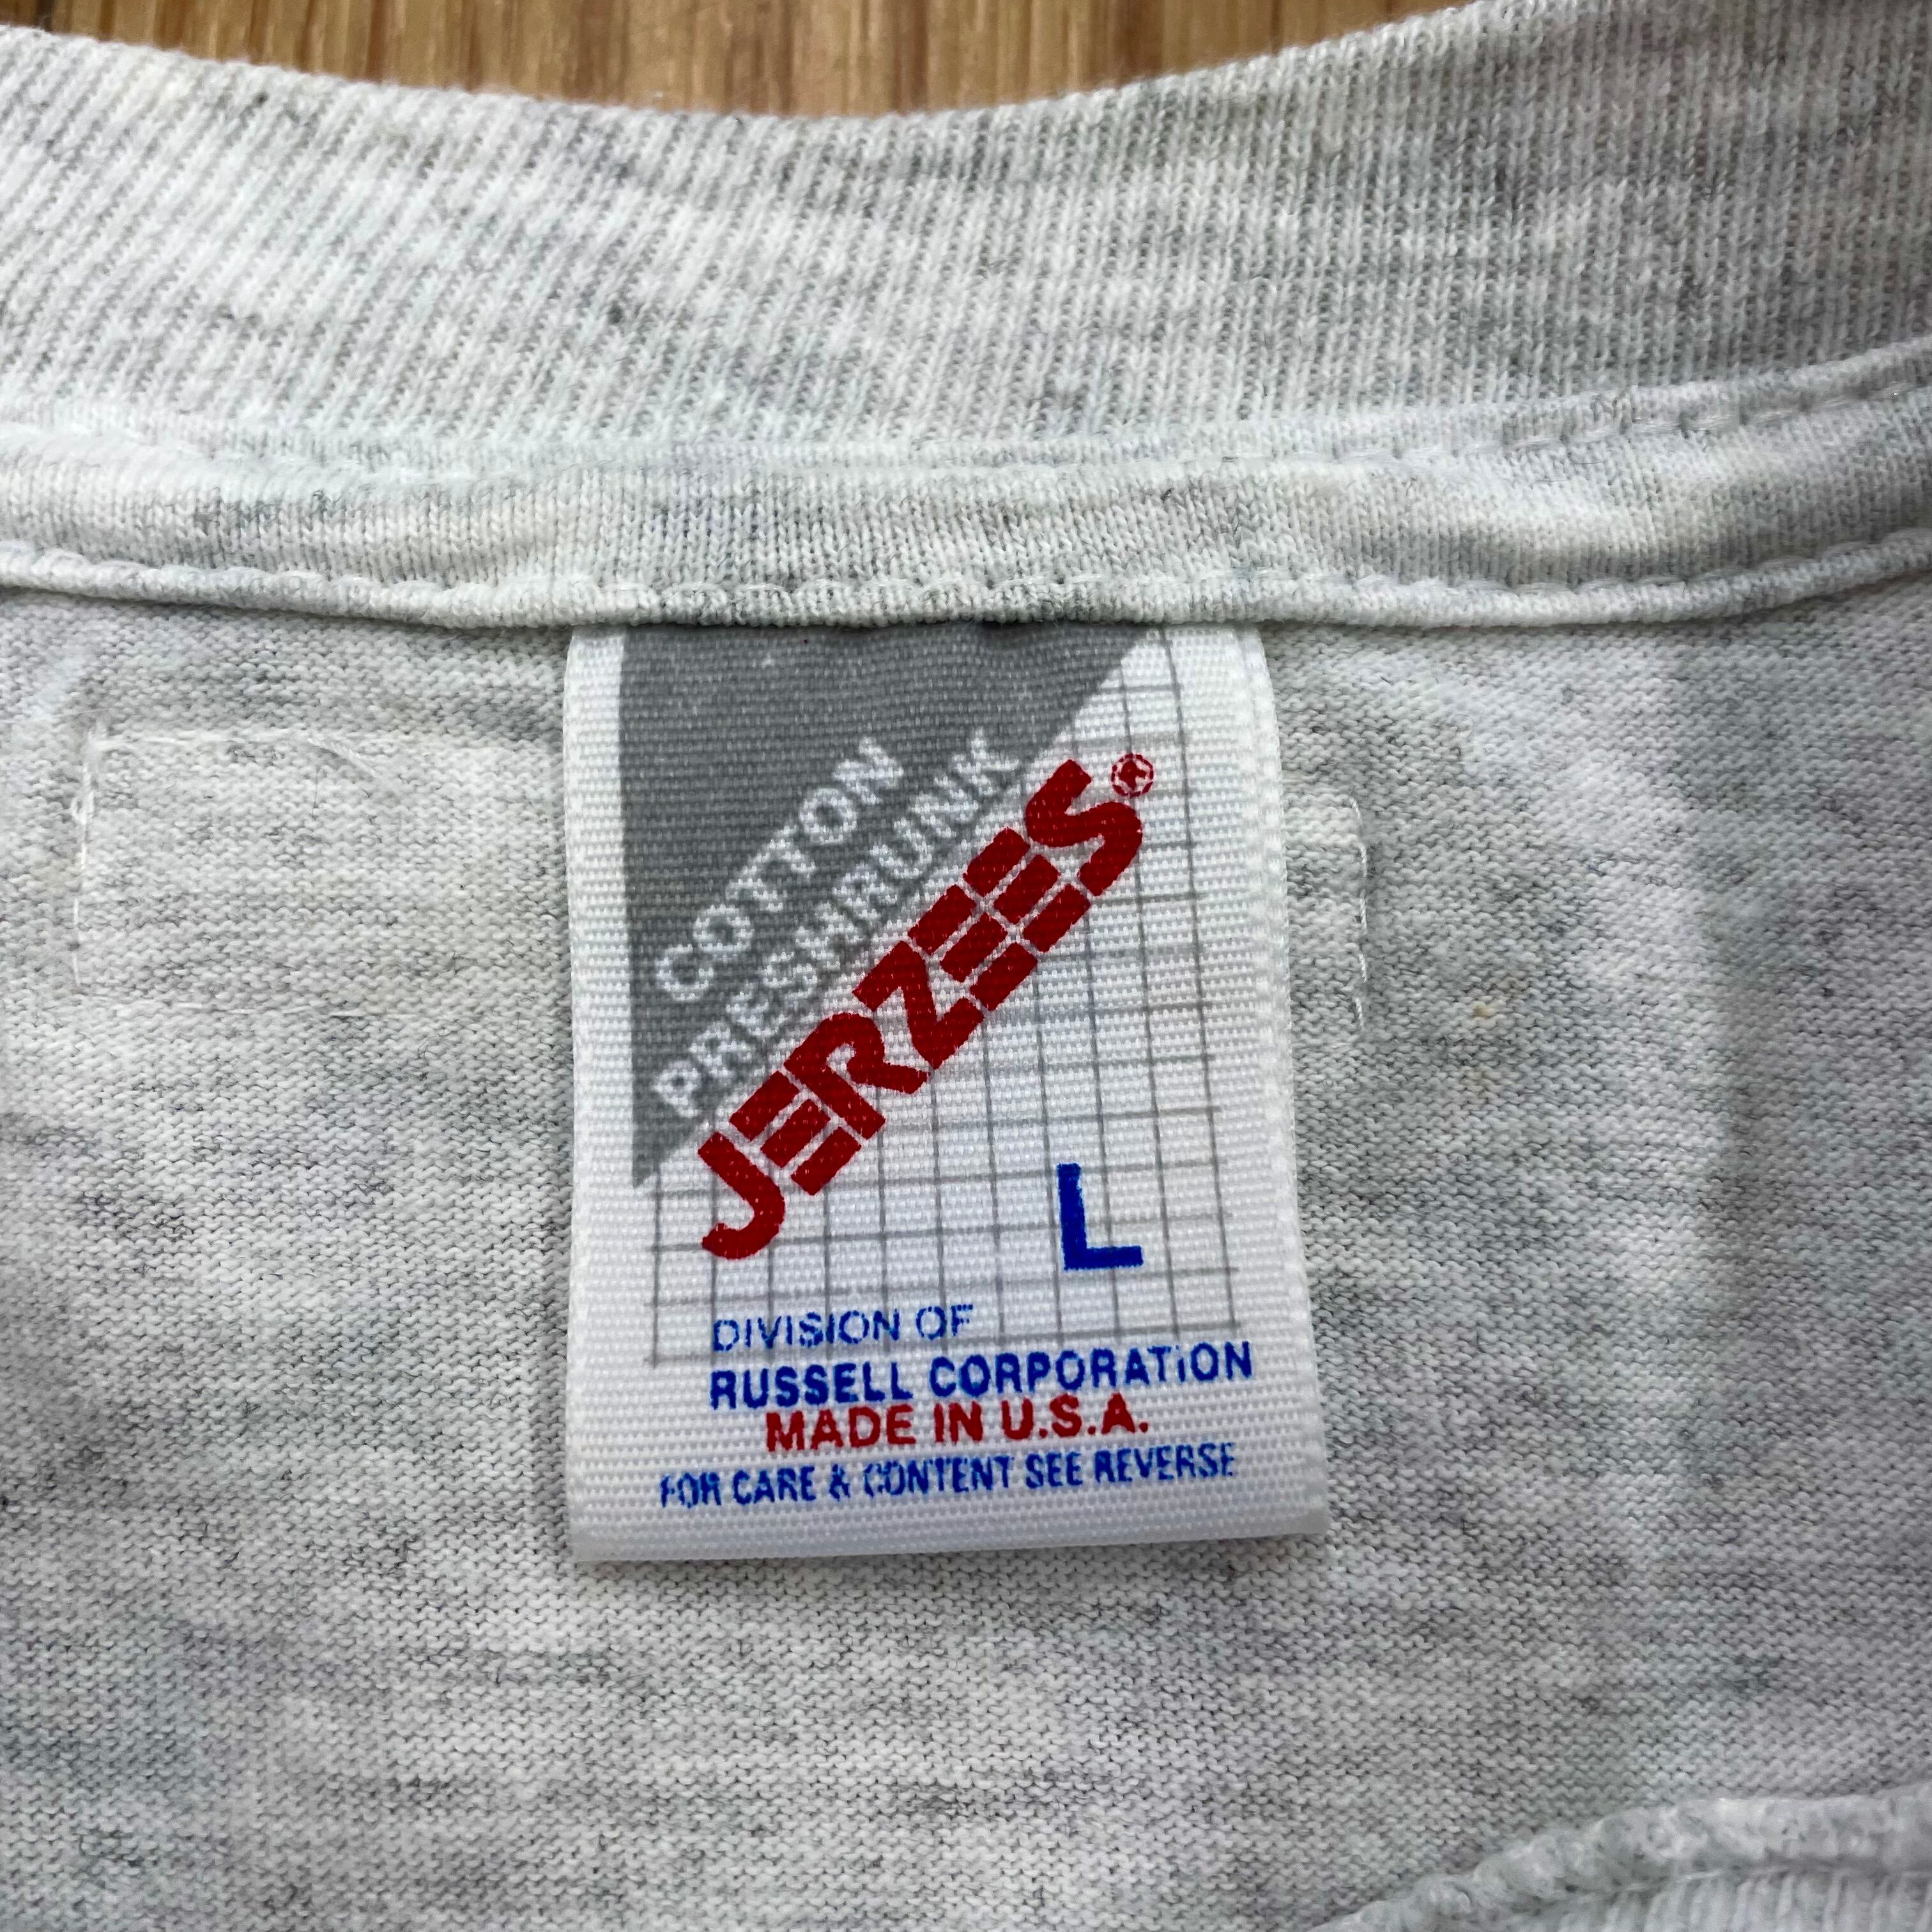 COTTON
PRESHRUNK
JERZEES®
L
DIVISION OF
RUSSELL CORPORATION
MADE IN U.S.A.
FOR CARE & CONTENT SEE REVERSE